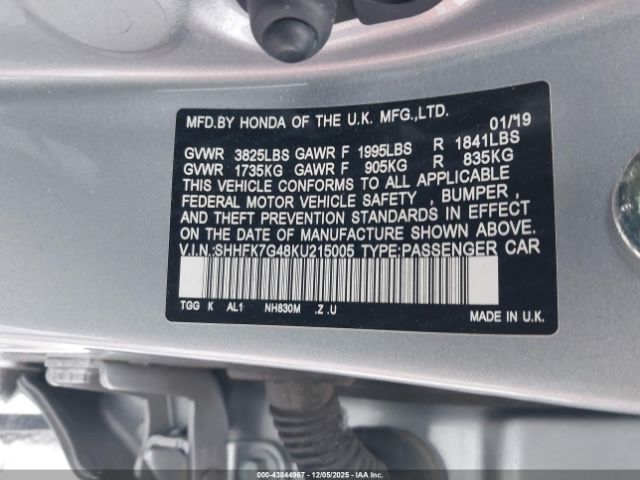 MFD.BY HONDA OF THE U.K. MFG.,LTD. 01/19
GVWR 3825LBS GAWR F 1995LBS R 1841LBS
GVWR 1735KG GAWR F 905KG R 835KG
THIS VEHICLE CONFORMS TO ALL APPLICABLE
FEDERAL MOTOR VEHICLE SAFETY , BUMPER ,
AND THEFT PREVENTION STANDARDS IN EFFECT
ON THE DATE OF MANUFACTURE SHOWN ABOVE.
V.I.N.:SHHFK7G48KU215005 TYPE:PASSENGER CAR
TGG K AL1 NH830M .Z .U
MADE IN U.K.
000-43844967 - 12/05/2025 - IAA Inc.